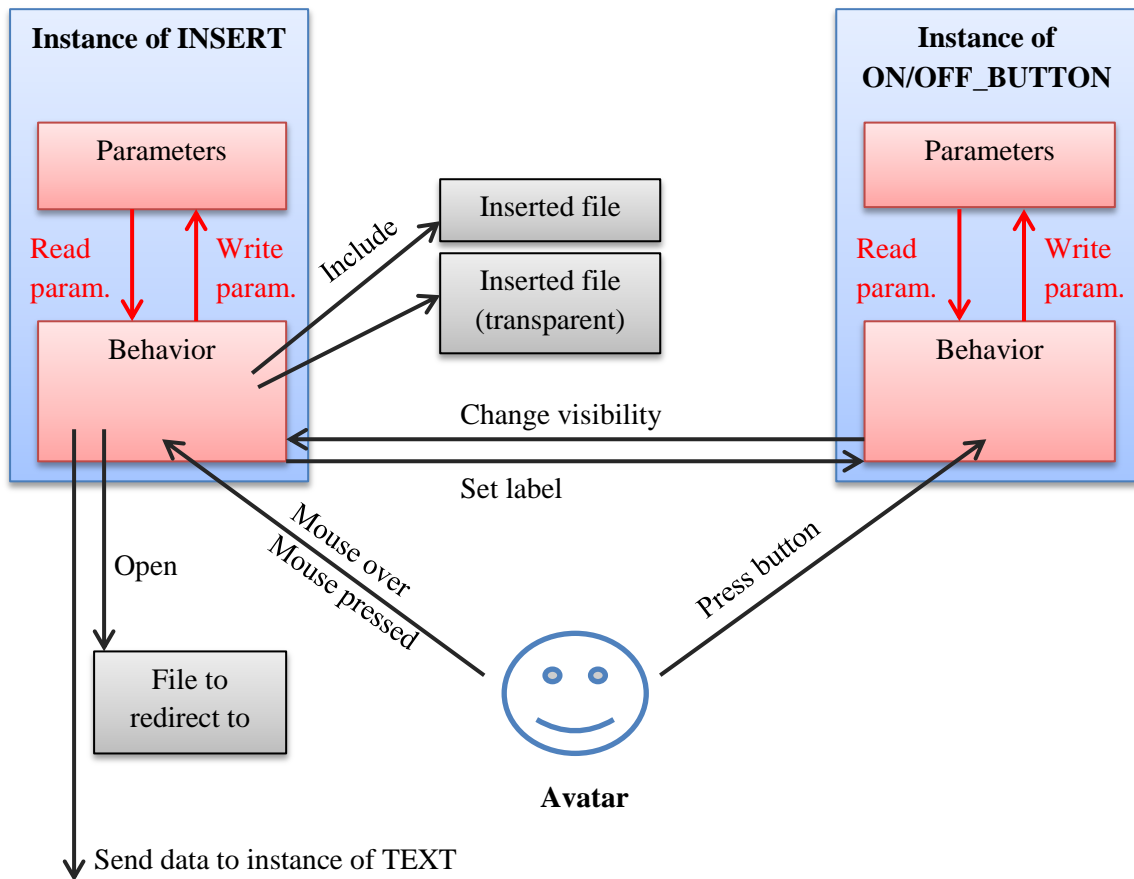 Instance of INSERT
Instance of
ON/OFF_BUTTON
Parameters
Parameters
Inserted file
Include
Read
param.
Write
param.
Read
param.
Write
param.
Inserted file
(transparent)
Behavior
Behavior
Change visibility
Set label
Mouse over
Mouse pressed
Press button
Open
File to
redirect to
Avatar
Send data to instance of TEXT